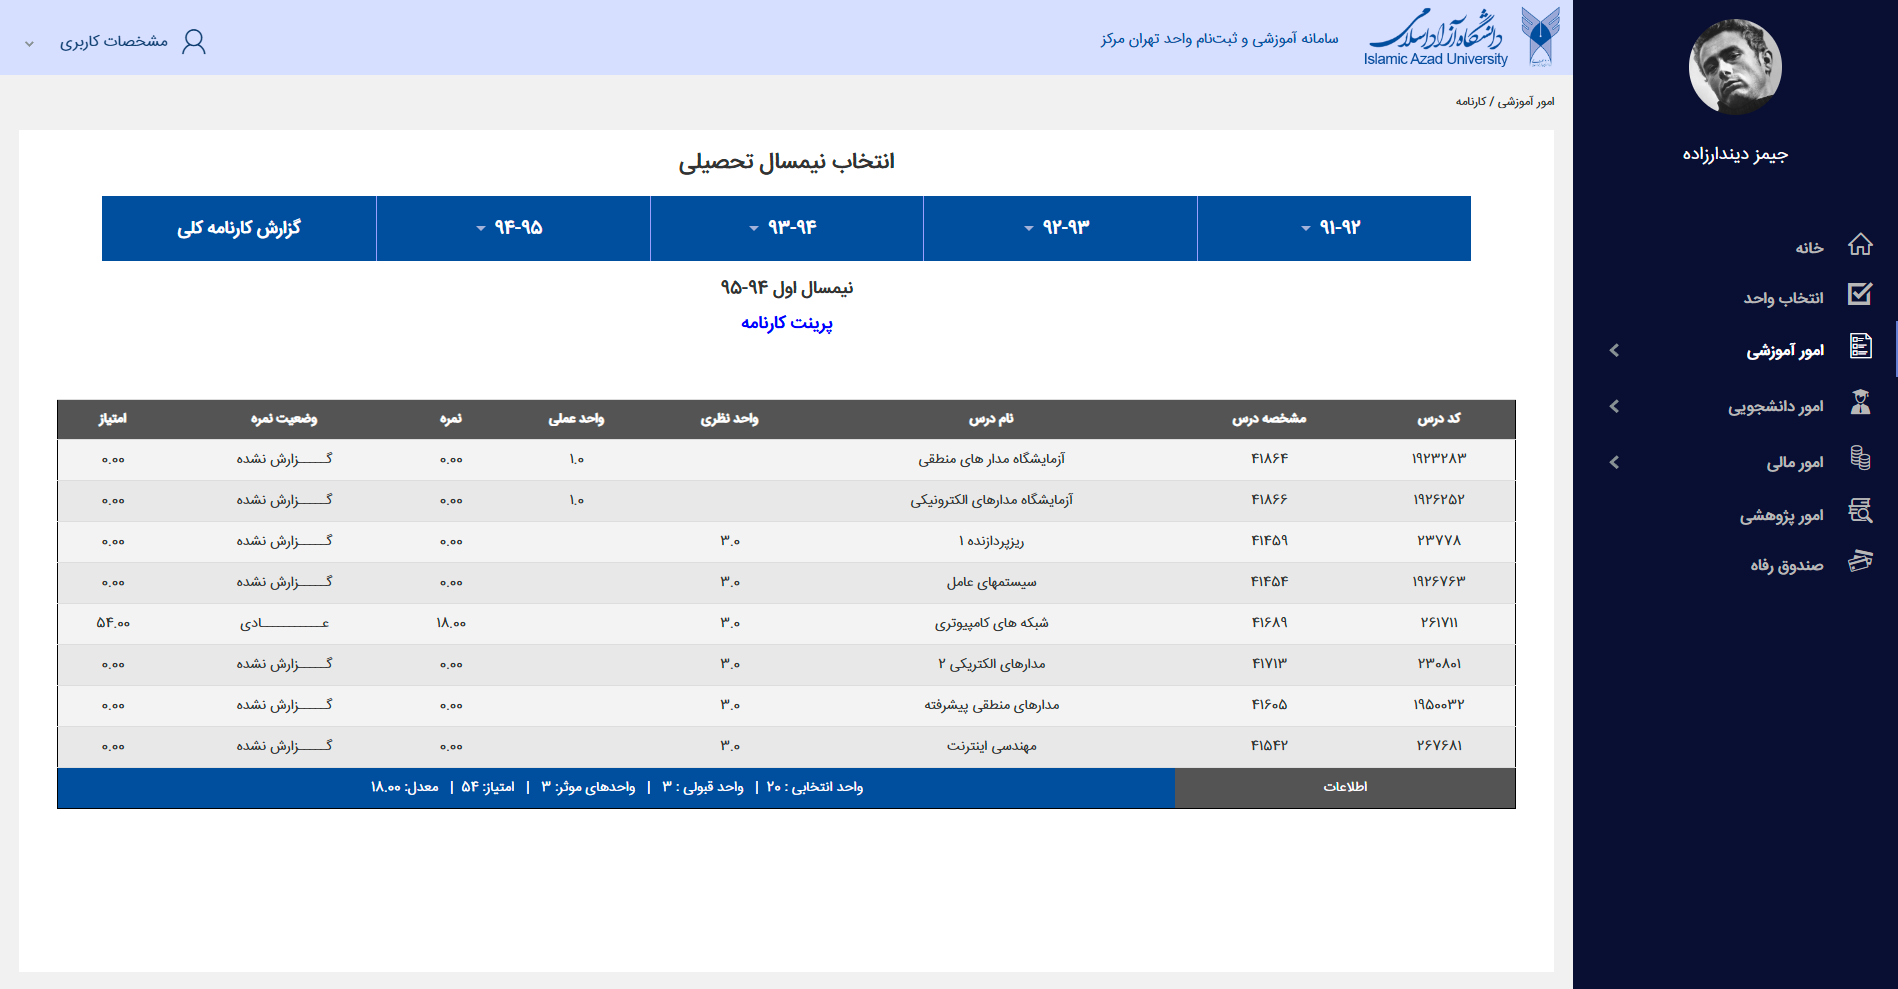 دانشگاه آزاد اسلامی
Islamic Azad University
سامانه آموزشی و ثبت‌نام واحد تهران مرکز
مشخصات کاربری
جیمز دیندارزاده
خانه
انتخاب واحد
امور آموزشی
امور دانشجویی
امور مالی
امور پژوهشی
صندوق رفاه
امور آموزشی / کارنامه
انتخاب نیمسال تحصیلی
۹۱-۹۲ ۹۲-۹۳ ۹۳-۹۴ ۹۴-۹۵ گزارش کارنامه کلی
نیمسال اول ۹۴-۹۵
پرینت کارنامه
کد درس مشخصه درس نام درس واحد نظری واحد عملی نمره وضعیت نمره امتیاز
۱۹۲۳۲۸۳ ۴۱۸۶۴ آزمایشگاه مدار های منطقی ۱.۰ ۰.۰۰ گـــــزارش نشده ۰.۰۰
۱۹۲۶۲۵۲ ۴۱۸۶۶ آزمایشگاه مدارهای الکترونیکی ۱.۰ ۰.۰۰ گـــــزارش نشده ۰.۰۰
۲۳۷۷۸ ۴۱۴۵۹ ریزپردازنده ۱ ۳.۰ ۰.۰۰ گـــــزارش نشده ۰.۰۰
۱۹۲۶۷۶۳ ۴۱۴۵۴ سیستمهای عامل ۳.۰ ۰.۰۰ گـــــزارش نشده ۰.۰۰
۲۶۱۷۱۱ ۴۱۶۸۹ شبکه های کامپیوتری ۳.۰ ۱۸.۰۰ عـــــــــــادی ۵۴.۰۰
۲۳۰۸۰۱ ۴۱۷۱۳ مدارهای الکتریکی ۲ ۳.۰ ۰.۰۰ گـــــزارش نشده ۰.۰۰
۱۹۵۰۰۳۲ ۴۱۶۰۵ مدارهای منطقی پیشرفته ۳.۰ ۰.۰۰ گـــــزارش نشده ۰.۰۰
۲۶۷۶۸۱ ۴۱۵۴۲ مهندسی اینترنت ۳.۰ ۰.۰۰ گـــــزارش نشده ۰.۰۰
اطلاعات واحد انتخابی : ۲۰ | واحد قبولی : ۳ | واحدهای موثر: ۳ | امتیاز: ۵۴ | معدل: ۱۸.۰۰